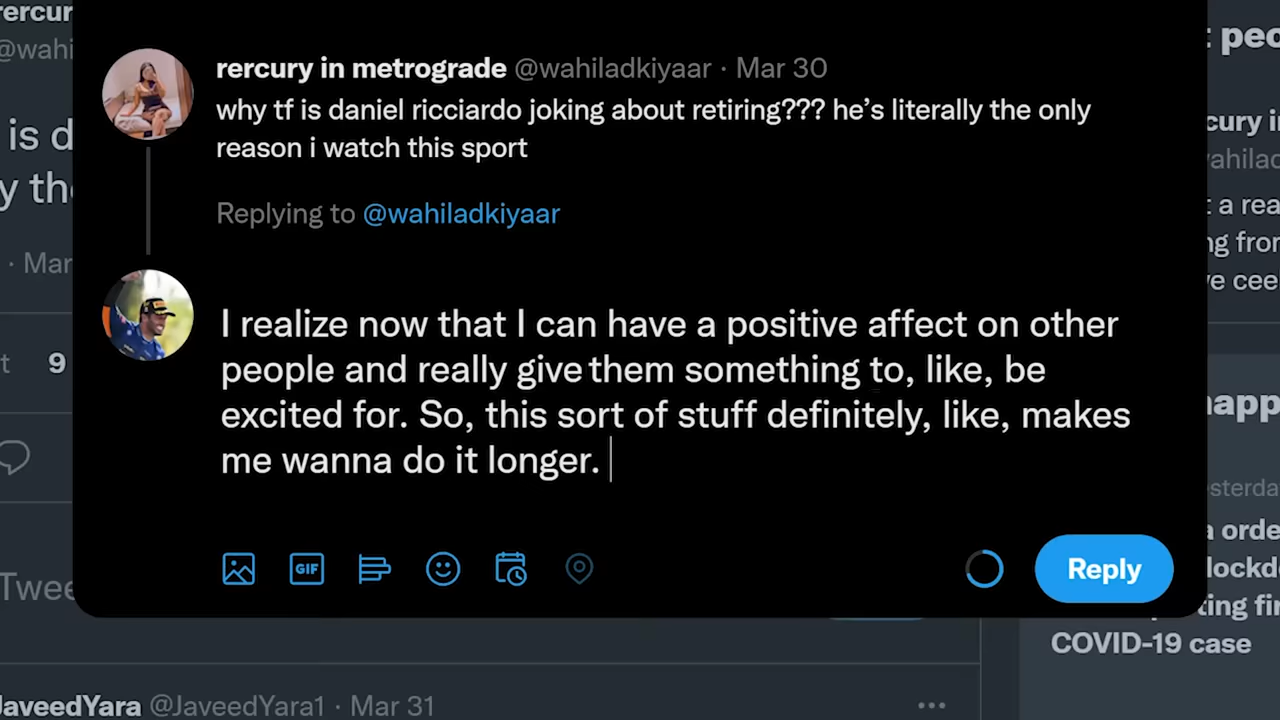 rercury in metrograde @wahiladkiyaar · Mar 30
why tf is daniel ricciardo joking about retiring??? he's literally the only
reason i watch this sport
Replying to @wahiladkiyaar
I realize now that I can have a positive affect on other
people and really give them something to, like, be
excited for. So, this sort of stuff definitely, like, makes
me wanna do it longer.
GIF
Reply
9
COVID-19 case
JaveedYara @JaveedYara1 · Mar 31